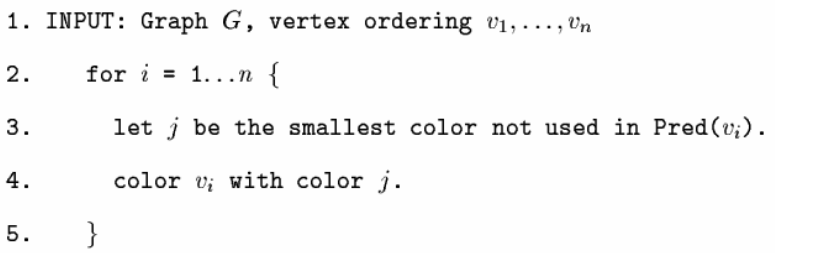 1. INPUT: Graph G, vertex ordering v₁,...,vₙ
2. for i = 1...n {
3. let j be the smallest color not used in Pred(vᵢ).
4. color vᵢ with color j.
5. }